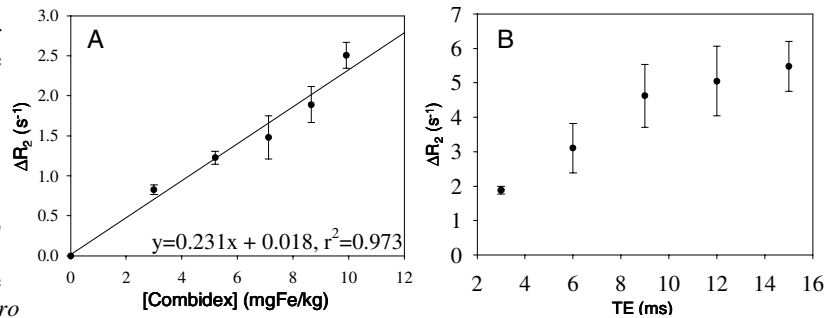 A
3.0
2.5
2.0
1.5
1.0
0.5
0.0
ΔR2 (s-1)
0 2 4 6 8 10 12
[Combidex] (mgFe/kg)
y=0.231x + 0.018, r2=0.973
B
7
6
5
4
3
2
1
0
ΔR2 (s-1)
2 4 6 8 10 12 14 16
TE (ms)
ro